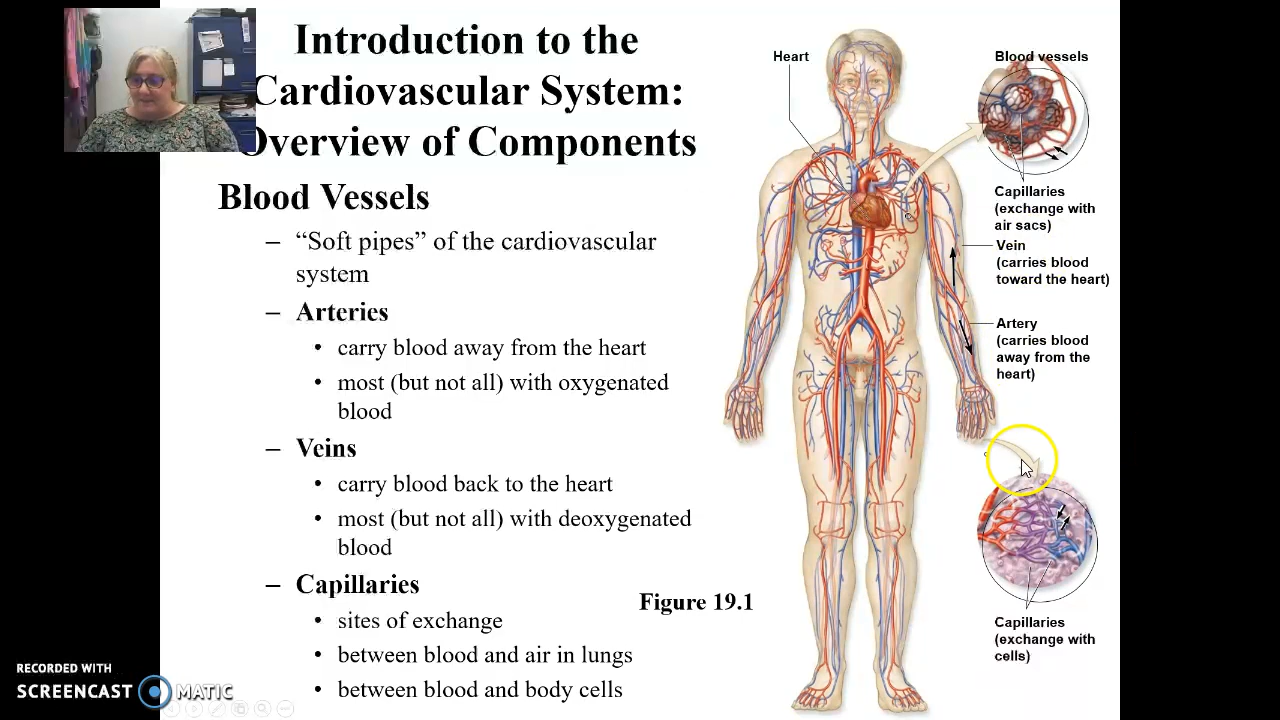 Introduction to the
Cardiovascular System:
Overview of Components
Blood Vessels
– “Soft pipes” of the cardiovascular
system
– Arteries
• carry blood away from the heart
• most (but not all) with oxygenated
blood
– Veins
• carry blood back to the heart
• most (but not all) with deoxygenated
blood
– Capillaries
• sites of exchange
• between blood and air in lungs
• between blood and body cells
Figure 19.1
Heart
Blood vessels
Capillaries
(exchange with
air sacs)
Vein
(carries blood
toward the heart)
Artery
(carries blood
away from the
heart)
Capillaries
(exchange with
cells)
RECORDED WITH
SCREENCAST MATIC